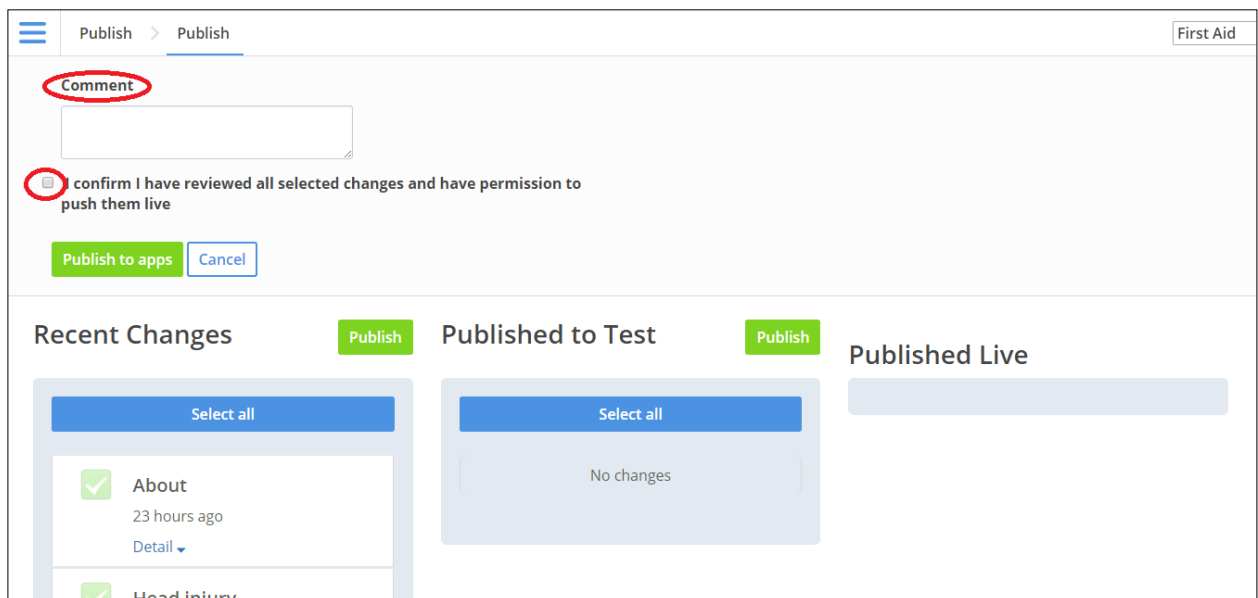 Publish > Publish
First Aid
Comment
I confirm I have reviewed all selected changes and have permission to
push them live
Publish to apps Cancel
Recent Changes Publish
Published to Test Publish
Published Live
Select all
Select all
About
23 hours ago
Detail
No changes
Head injury